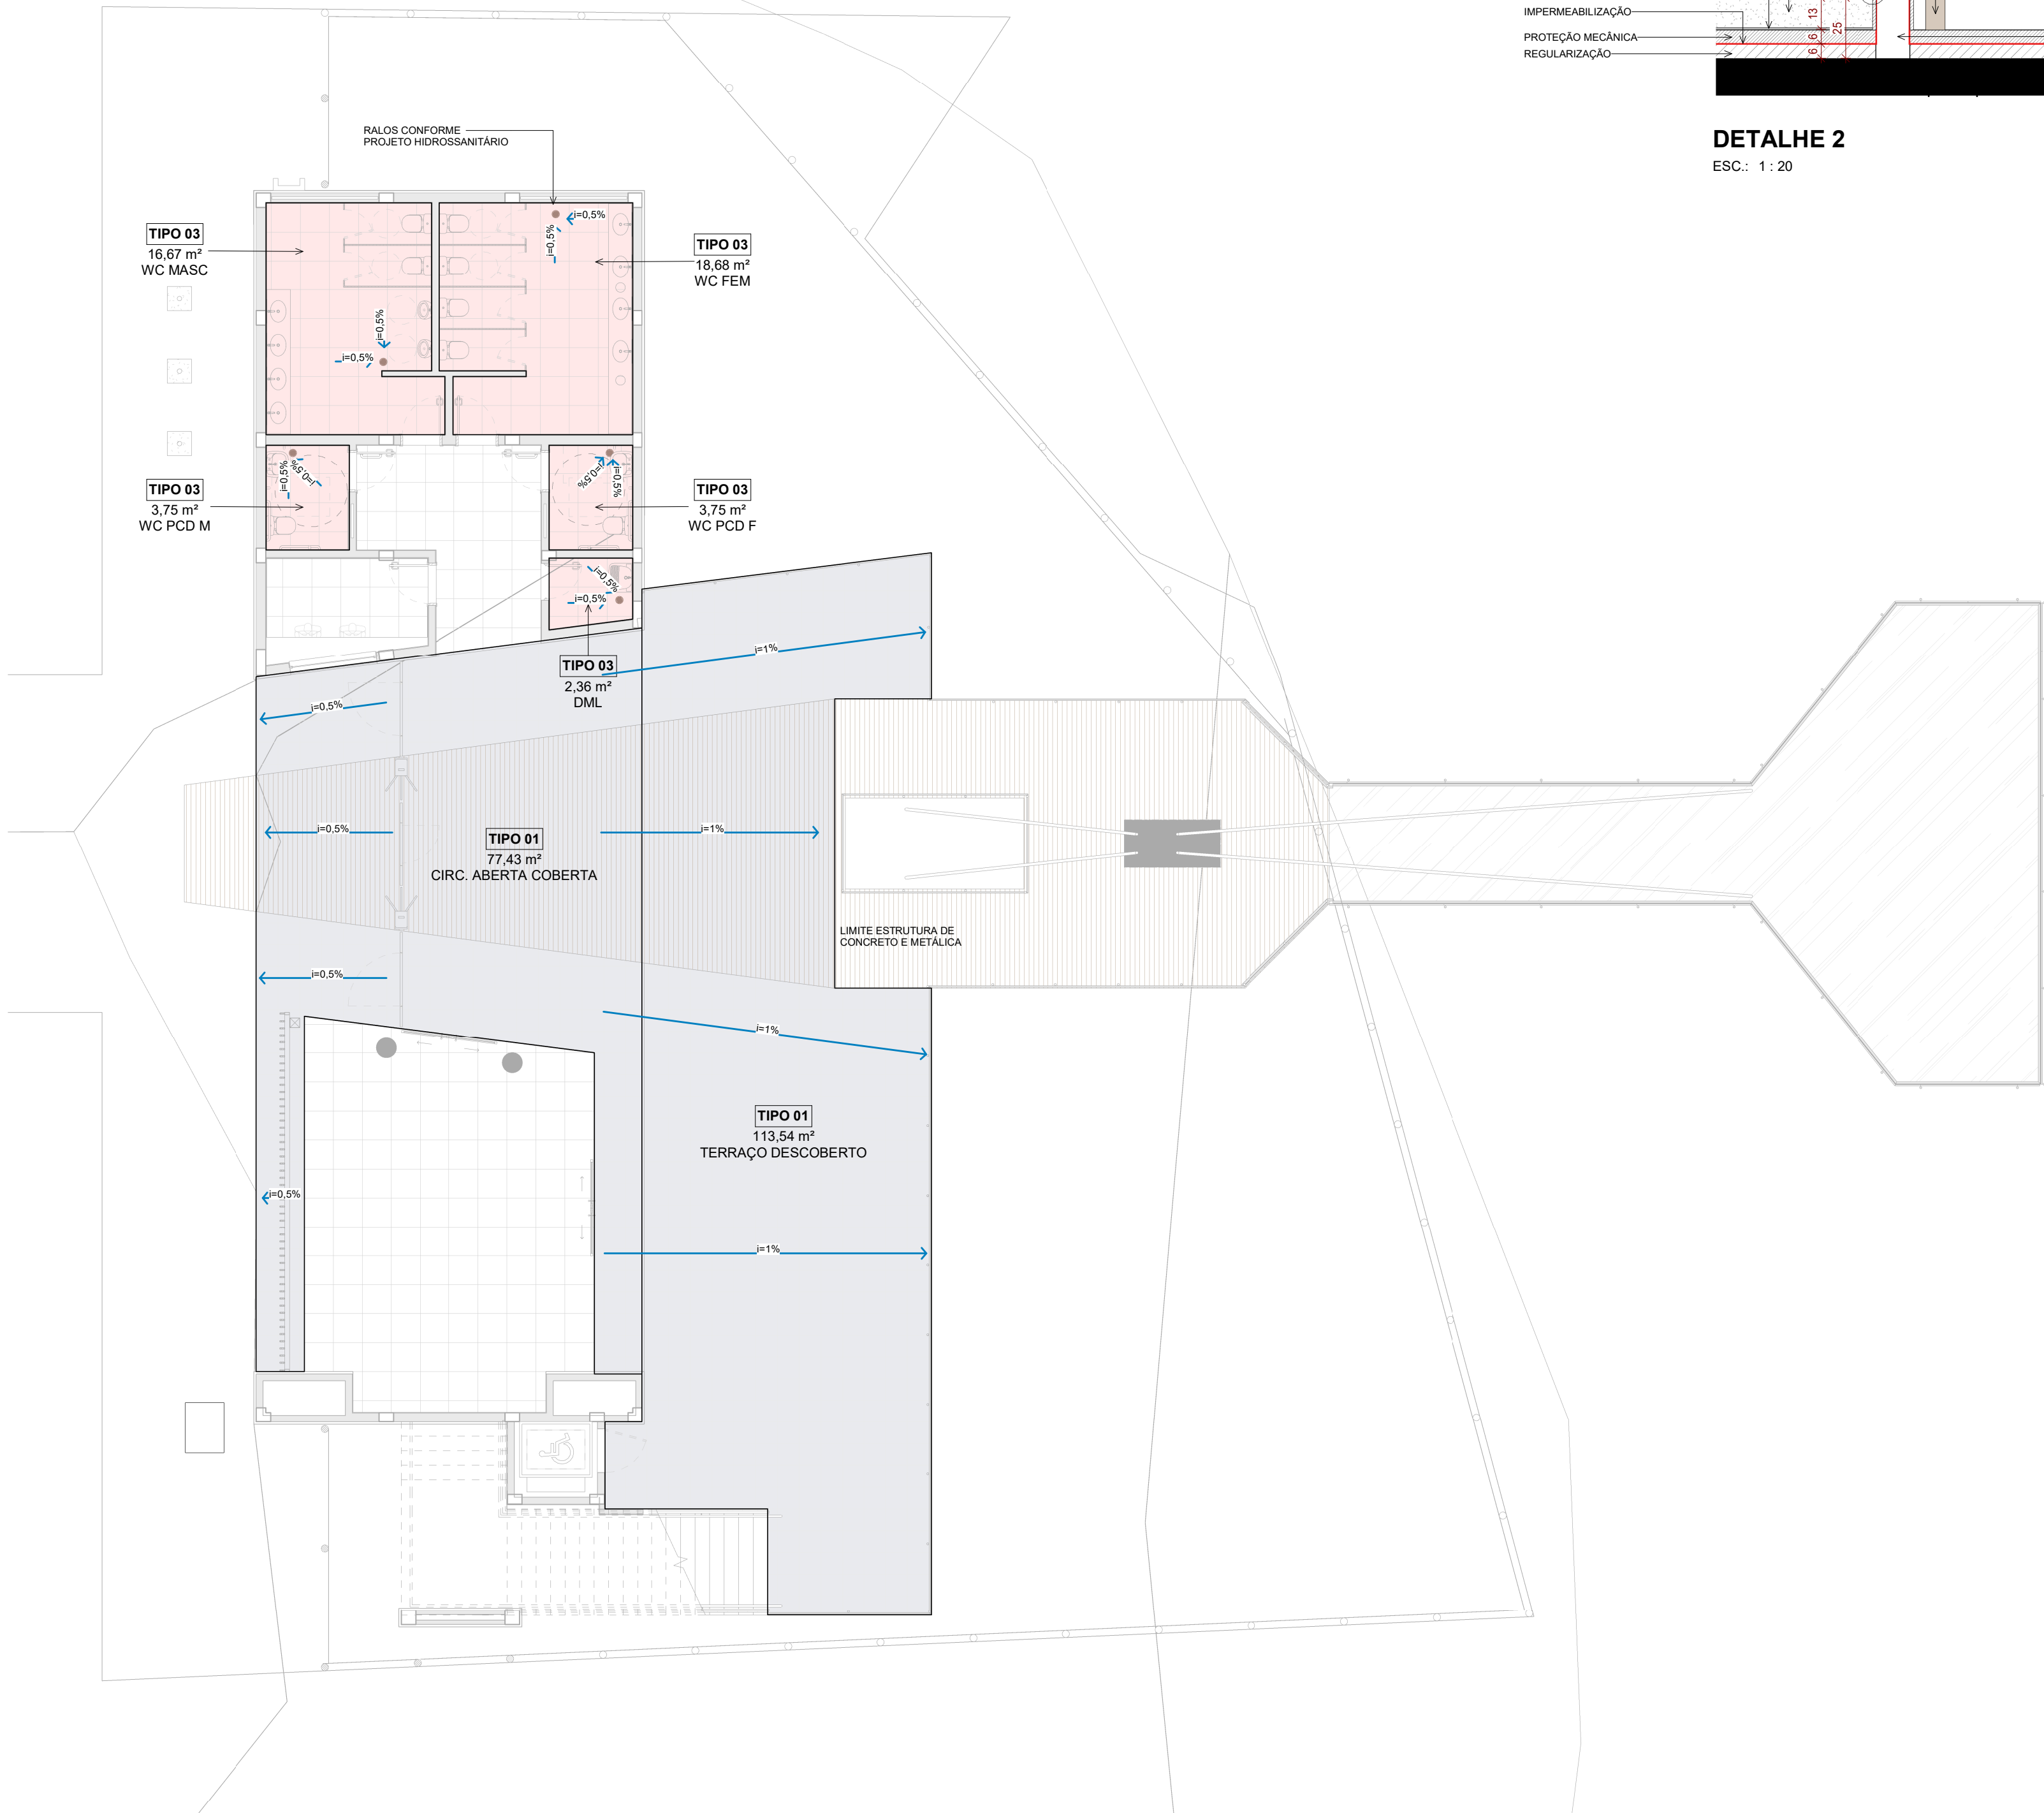 IMPERMEABILIZAÇÃO
PROTEÇÃO MECÂNICA
REGULARIZAÇÃO
13
6
6
25
DETALHE 2
ESC.: 1 : 20
RALOS CONFORME
PROJETO HIDROSSANITÁRIO
TIPO 03
16,67 m²
WC MASC
i=0,5%
i=0,5%
TIPO 03
18,68 m²
WC FEM
i=0,5%
i=0,5%
TIPO 03
3,75 m²
WC PCD M
i=0,5%
i=0,5%
i=0,5%
i=0,5%
TIPO 03
3,75 m²
WC PCD F
i=0,5%
i=0,5%
TIPO 03
2,36 m²
DML
i=1%
i=0,5%
i=0,5%
i=1%
TIPO 01
77,43 m²
CIRC. ABERTA COBERTA
LIMITE ESTRUTURA DE
CONCRETO E METÁLICA
i=0,5%
i=1%
TIPO 01
113,54 m²
TERRAÇO DESCOBERTO
i=0,5%
i=1%